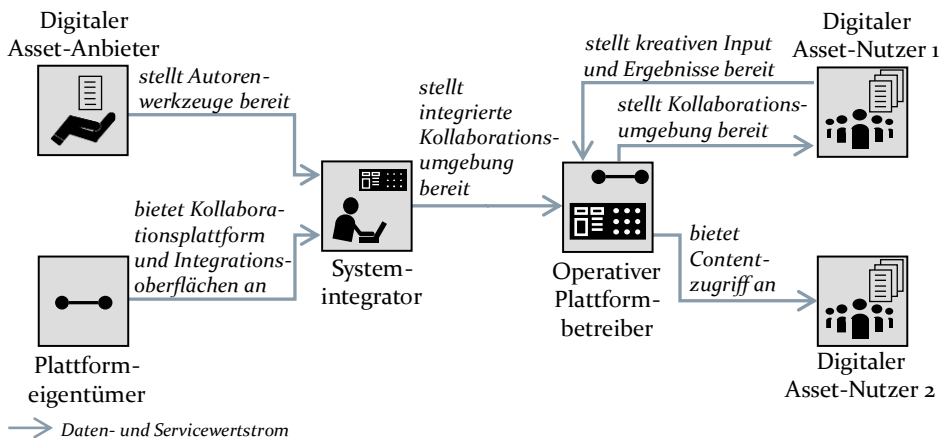 Digitaler
Asset-Anbieter
stellt Autoren-
werkzeuge bereit
stellt
integrierte
Kollaborations-
umgebung
bereit
stellt kreativen Input
und Ergebnisse bereit
Digitaler
Asset-Nutzer 1
stellt Kollaborations-
umgebung bereit
bietet Kollabora-
tionsplattform
und Integrations-
oberflächen an
System-
integrator
Operativer
Plattform-
betreiber
bietet
Content-
zugriff an
Plattform-
eigentümer
Digitaler
Asset-Nutzer 2
Daten- und Servicewertstrom